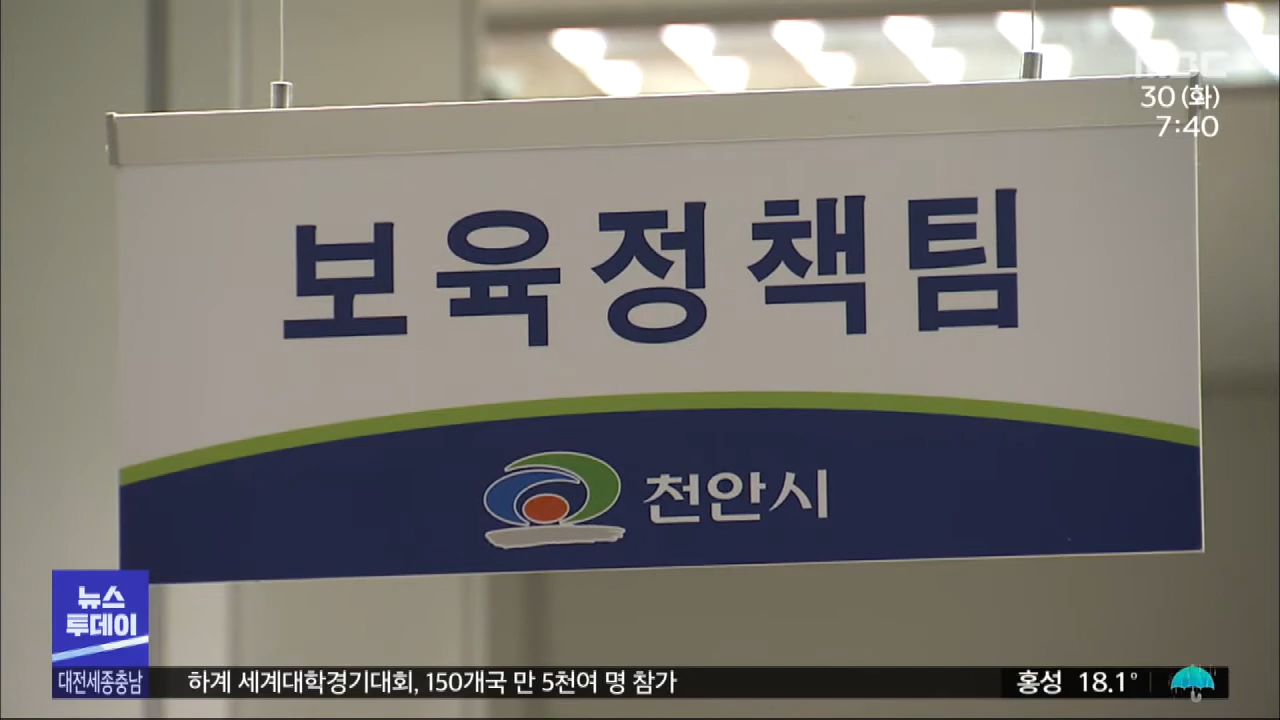 MBC
30 (화)
7:40
보육정책팀
천안시
뉴스
투데이
대전세종충남
하계 세계대학경기대회, 150개국 만 5천여 명 참가
홍성 18.1°